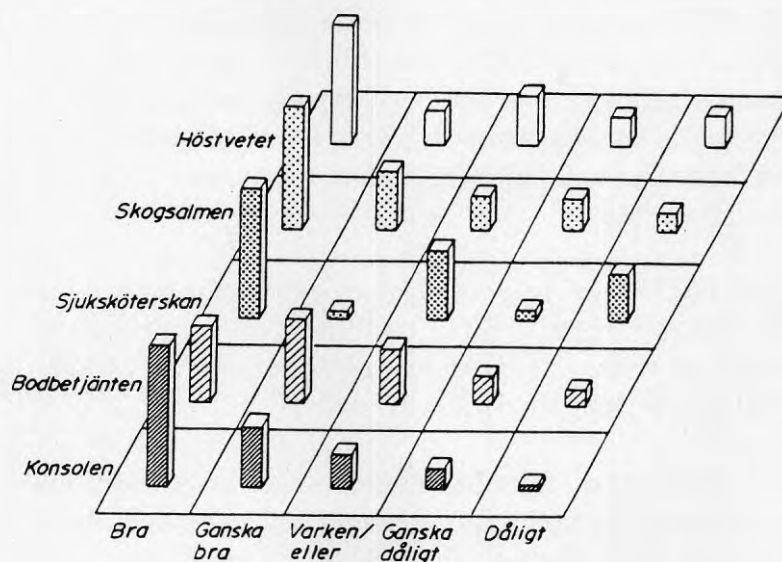 Höstvetet
Skogsalmen
Sjuksköterskan
Bodbetjänten
Konsolen
Bra
Ganska
bra
Varken/
eller
Ganska
dåligt
Dåligt